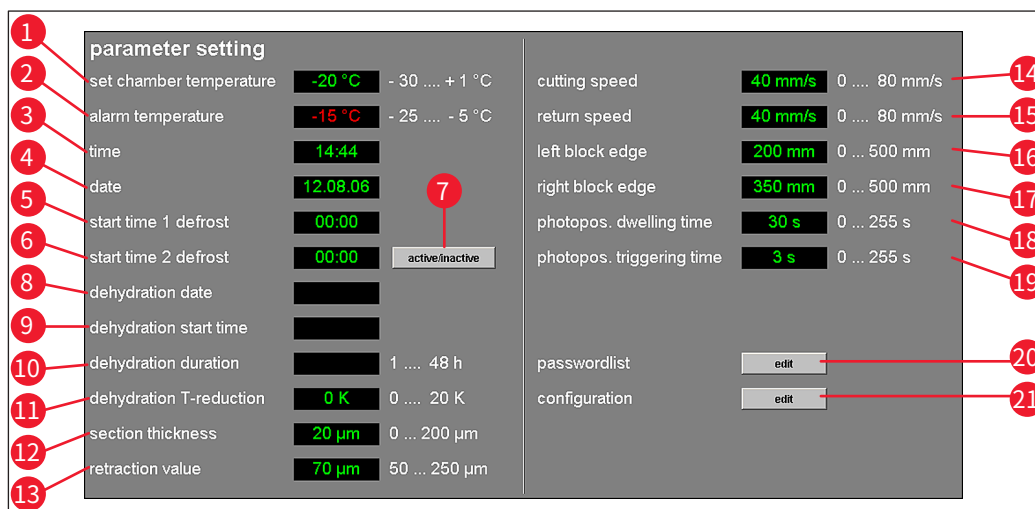 parameter setting
1 set chamber temperature -20 °C - 30 .... + 1 °C
2 alarm temperature -15 °C - 25 .... - 5 °C
3 time 14:44
4 date 12.08.06
5 start time 1 defrost 00:00
6 start time 2 defrost 00:00 active/inactive 7
8 dehydration date
9 dehydration start time
10 dehydration duration 1 .... 48 h
11 dehydration T-reduction 0 K 0 .... 20 K
12 section thickness 20 µm 0 ... 200 µm
13 retraction value 70 µm 50 ... 250 µm
cutting speed 40 mm/s 0 .... 80 mm/s 14
return speed 40 mm/s 0 .... 80 mm/s 15
left block edge 200 mm 0 ... 500 mm 16
right block edge 350 mm 0 ... 500 mm 17
photopos. dwelling time 30 s 0 ... 255 s 18
photopos. triggering time 3 s 0 ... 255 s 19
passwordlist edit 20
configuration edit 21